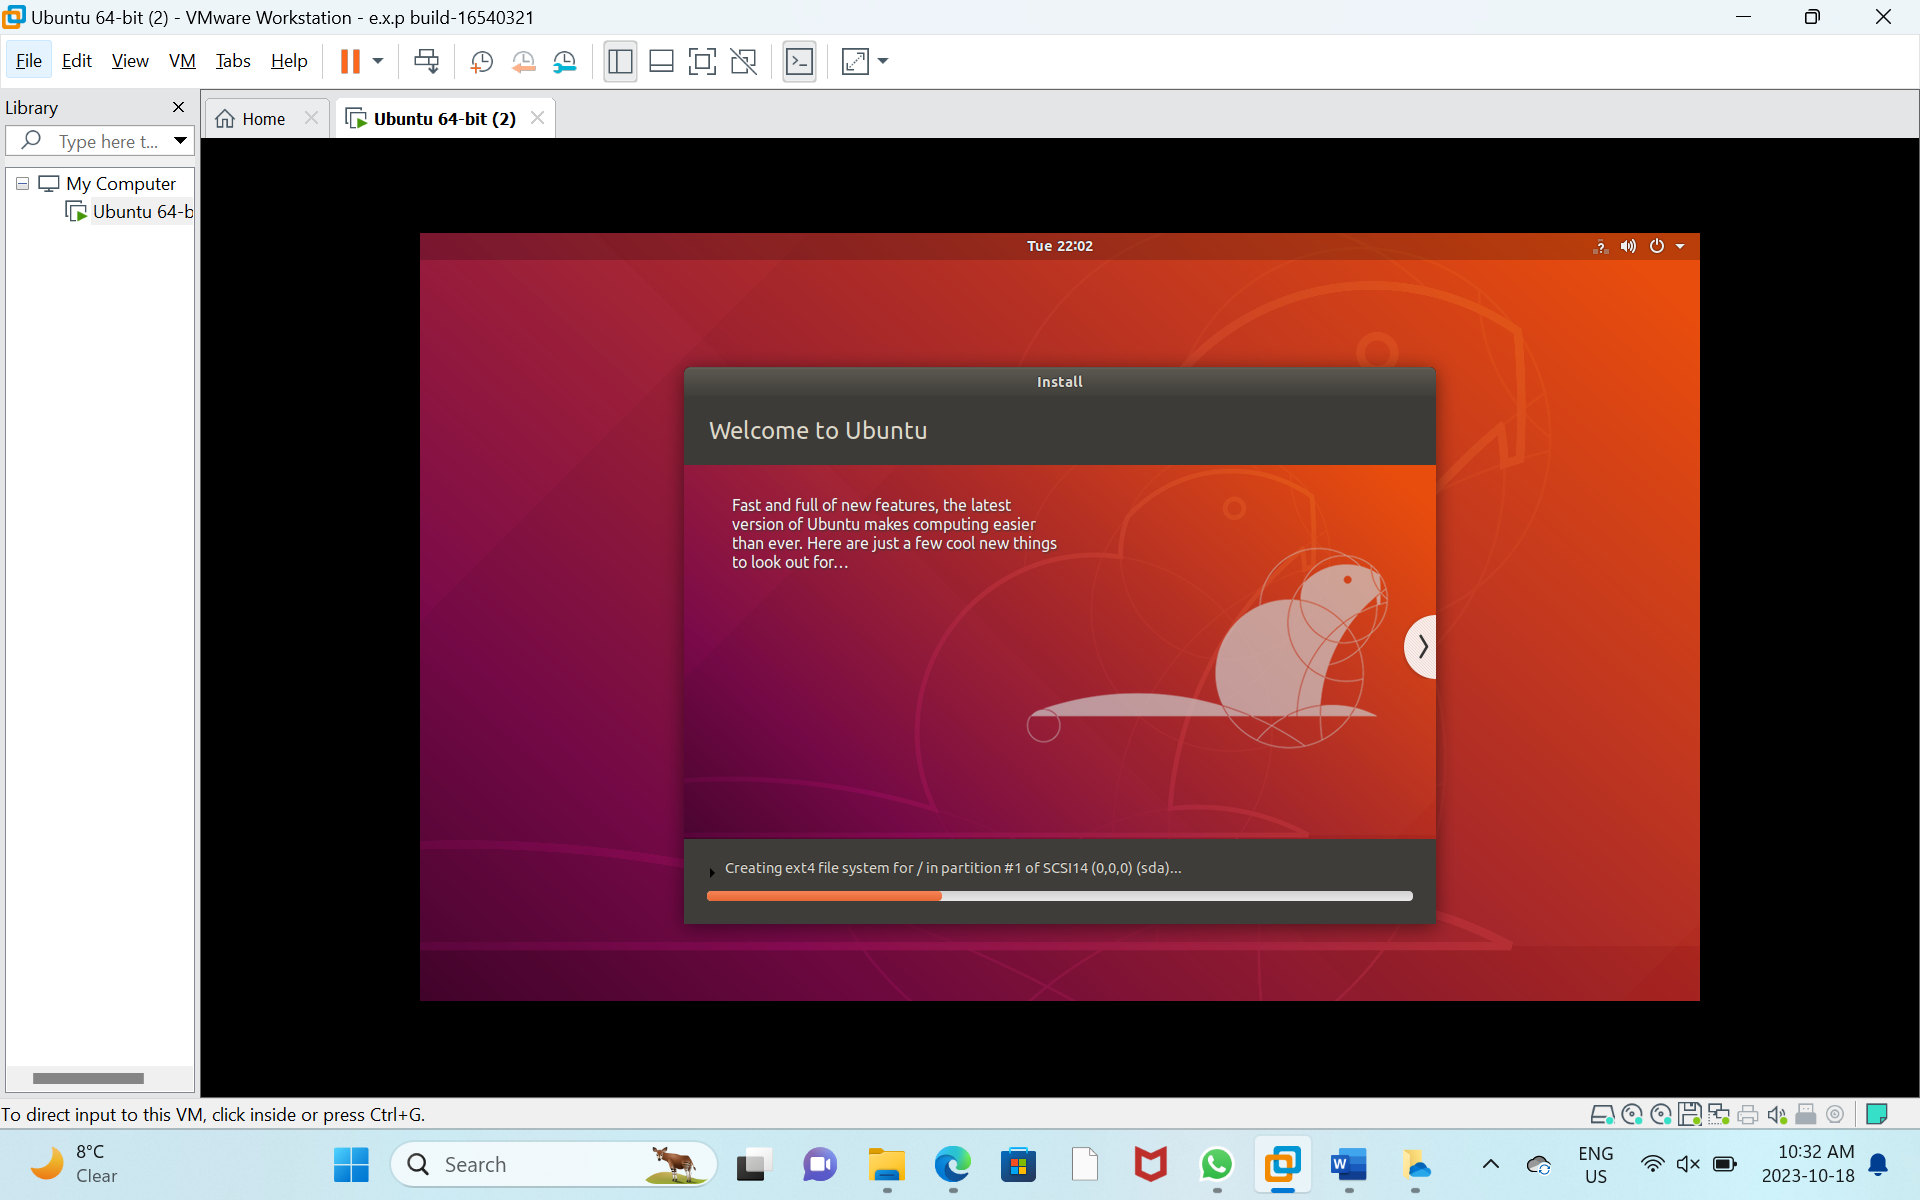 Ubuntu 64-bit (2) - VMware Workstation - e.x.p build-16540321
File Edit View VM Tabs Help
Library
Type here t...
My Computer
Ubuntu 64-b
Home
Ubuntu 64-bit (2)
Tue 22:02
Install
Welcome to Ubuntu
Fast and full of new features, the latest
version of Ubuntu makes computing easier
than ever. Here are just a few cool new things
to look out for...
Creating ext4 file system for / in partition #1 of SCSI14 (0,0,0) (sda)...
To direct input to this VM, click inside or press Ctrl+G.
8°C
Clear
Search
ENG
US
10:32 AM
2023-10-18